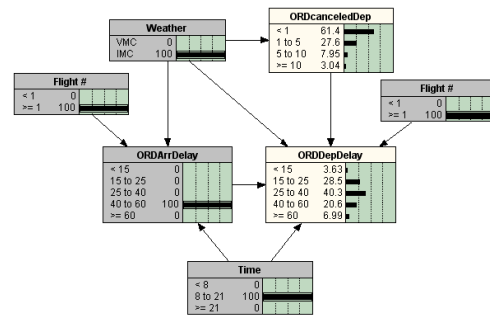 Weather
VMC 0
IMC 100
ORDcanceledDep
< 1 61.4
1 to 5 27.6
5 to 10 7.95
>= 10 3.04
Flight #
< 1 0
>= 1 100
Flight #
< 1 0
>= 1 100
ORDArrDelay
< 15 0
15 to 25 0
25 to 40 0
40 to 60 100
>= 60 0
ORDDepDelay
< 15 3.63
15 to 25 28.5
25 to 40 40.3
40 to 60 20.6
>= 60 6.99
Time
< 8 0
8 to 21 100
>= 21 0